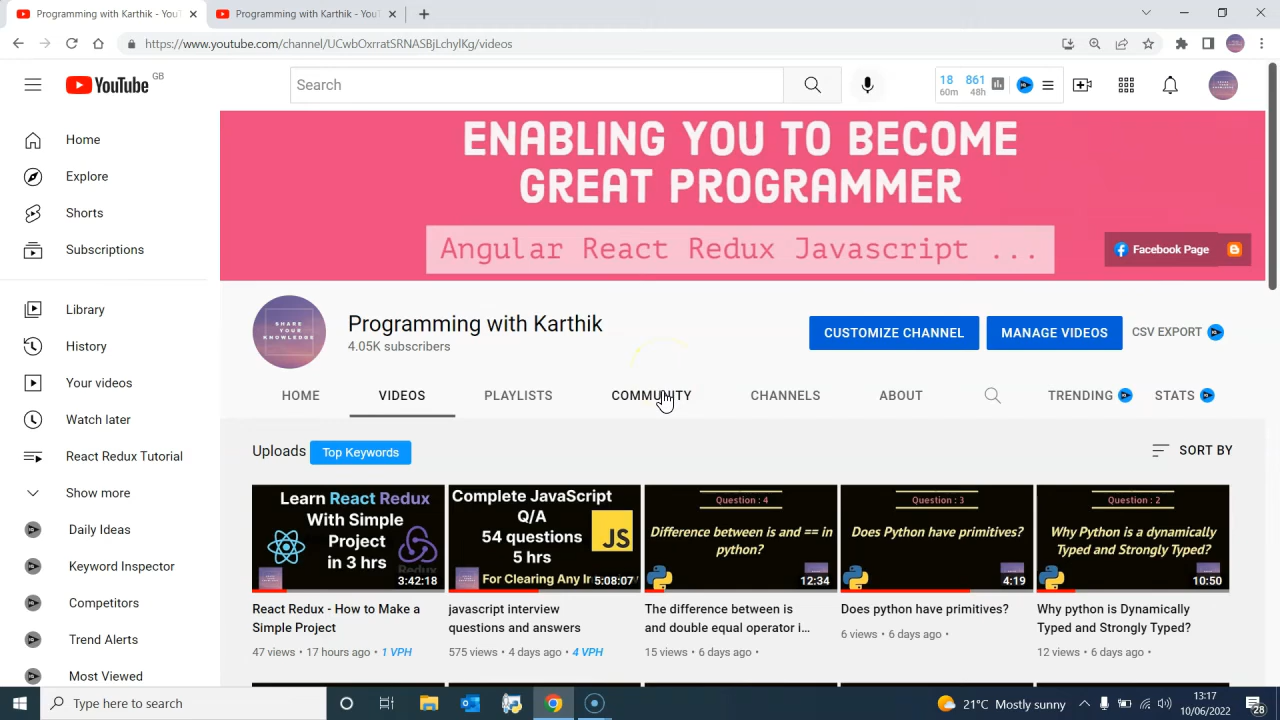 Programming with Karthik - YouT
Programming with Karthik - YouT
https://www.youtube.com/channel/UCwbOxrratSRNASBjLchylKg/videos
YouTube
GB
Search
18
60m
861
48h
Home
Explore
Shorts
Subscriptions
Library
History
Your videos
Watch later
React Redux Tutorial
Show more
Daily Ideas
Keyword Inspector
Competitors
Trend Alerts
Most Viewed
ENABLING YOU TO BECOME
GREAT PROGRAMMER
Angular React Redux Javascript ...
Facebook Page
SHARE
YOUR
KNOWLEDGE
Programming with Karthik
4.05K subscribers
CUSTOMIZE CHANNEL
MANAGE VIDEOS
CSV EXPORT
HOME
VIDEOS
PLAYLISTS
COMMUNITY
CHANNELS
ABOUT
TRENDING
STATS
Uploads
Top Keywords
SORT BY
Learn React Redux
With Simple
Project
in 3 hrs
3:42:18
React Redux - How to Make a
Simple Project
47 views • 17 hours ago • 1 VPH
Complete JavaScript
Q/A
54 questions
5 hrs
JS
For Clearing Any In
5:08:07
javascript interview
questions and answers
575 views • 4 days ago • 4 VPH
Question : 4
Difference between is and == in
python?
12:34
The difference between is
and double equal operator i...
15 views • 6 days ago •
Question : 3
Does Python have primitives?
4:19
Does python have primitives?
6 views • 6 days ago •
Question : 2
Why Python is a dynamically
Typed and Strongly Typed?
10:50
Why python is Dynamically
Typed and Strongly Typed?
12 views • 6 days ago •
Type here to search
21°C Mostly sunny
13:17
10/06/2022
28